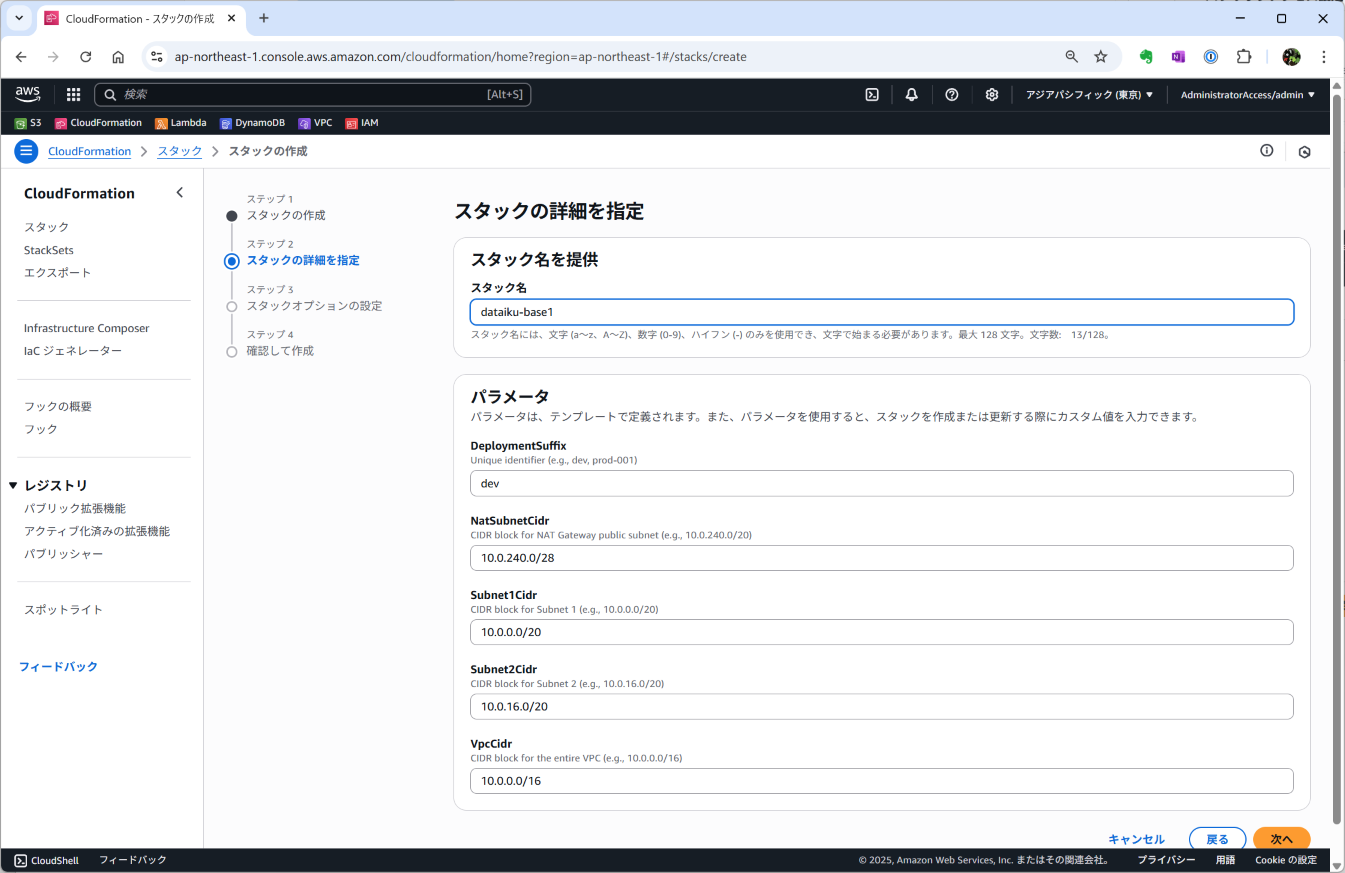 CloudFormation - スタックの作成
ap-northeast-1.console.aws.amazon.com/cloudformation/home?region=ap-northeast-1#/stacks/create
aws
検索
[Alt+S]
アジアパシフィック (東京)
AdministratorAccess/admin
S3
CloudFormation
Lambda
DynamoDB
VPC
IAM
CloudFormation
スタック
スタックの作成
CloudFormation
スタック
StackSets
エクスポート
Infrastructure Composer
IaC ジェネレーター
フックの概要
フック
レジストリ
パブリック拡張機能
アクティブ化済みの拡張機能
パブリッシャー
スポットライト
フィードバック
ステップ 1
スタックの作成
ステップ 2
スタックの詳細を指定
ステップ 3
スタックオプションの設定
ステップ 4
確認して作成
スタックの詳細を指定
スタック名を提供
スタック名
dataiku-base1
スタック名には、文字 (a～z、A～Z)、数字 (0-9)、ハイフン (-) のみを使用でき、文字で始まる必要があります。最大 128 文字。文字数: 13/128。
パラメータ
パラメータは、テンプレートで定義されます。また、パラメータを使用すると、スタックを作成または更新する際にカスタム値を入力できます。
DeploymentSuffix
Unique identifier (e.g., dev, prod-001)
dev
NatSubnetCidr
CIDR block for NAT Gateway public subnet (e.g., 10.0.240.0/20)
10.0.240.0/28
Subnet1Cidr
CIDR block for Subnet 1 (e.g., 10.0.0.0/20)
10.0.0.0/20
Subnet2Cidr
CIDR block for Subnet 2 (e.g., 10.0.16.0/20)
10.0.16.0/20
VpcCidr
CIDR block for the entire VPC (e.g., 10.0.0.0/16)
10.0.0.0/16
キャンセル
戻る
次へ
CloudShell
フィードバック
© 2025, Amazon Web Services, Inc. またはその関連会社。
プライバシー
用語
Cookie の設定